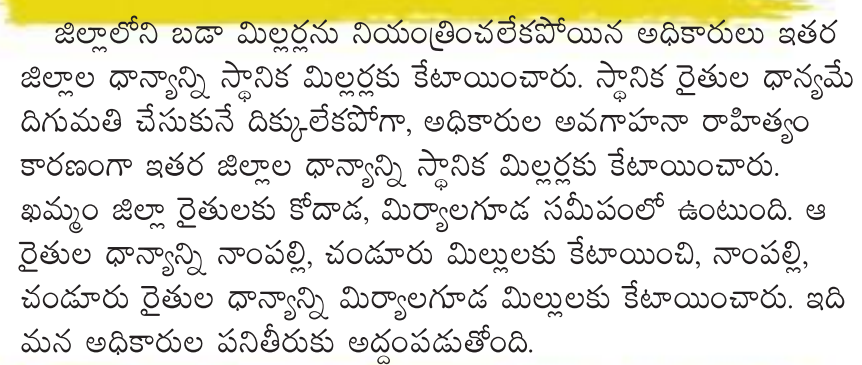 జిల్లాలోని బడా మిల్లర్లను నియంత్రించలేకపోయిన అధికారులు ఇతర
జిల్లాల ధాన్యాన్ని స్థానిక మిల్లర్లకు కేటాయించారు. స్థానిక రైతుల ధాన్యమే
దిగుమతి చేసుకునే దిక్కులేకపోగా, అధికారుల అవగాహనా రాహిత్యం
కారణంగా ఇతర జిల్లాల ధాన్యాన్ని స్థానిక మిల్లర్లకు కేటాయించారు.
ఖమ్మం జిల్లా రైతులకు కోదాడ, మిర్యాలగూడ సమీపంలో ఉంటుంది. ఆ
రైతుల ధాన్యాన్ని నాంపల్లి, చండూరు మిల్లులకు కేటాయించి, నాంపల్లి,
చండూరు రైతుల ధాన్యాన్ని మిర్యాలగూడ మిల్లులకు కేటాయించారు. ఇది
మన అధికారుల పనితీరుకు అద్దంపడుతోంది.